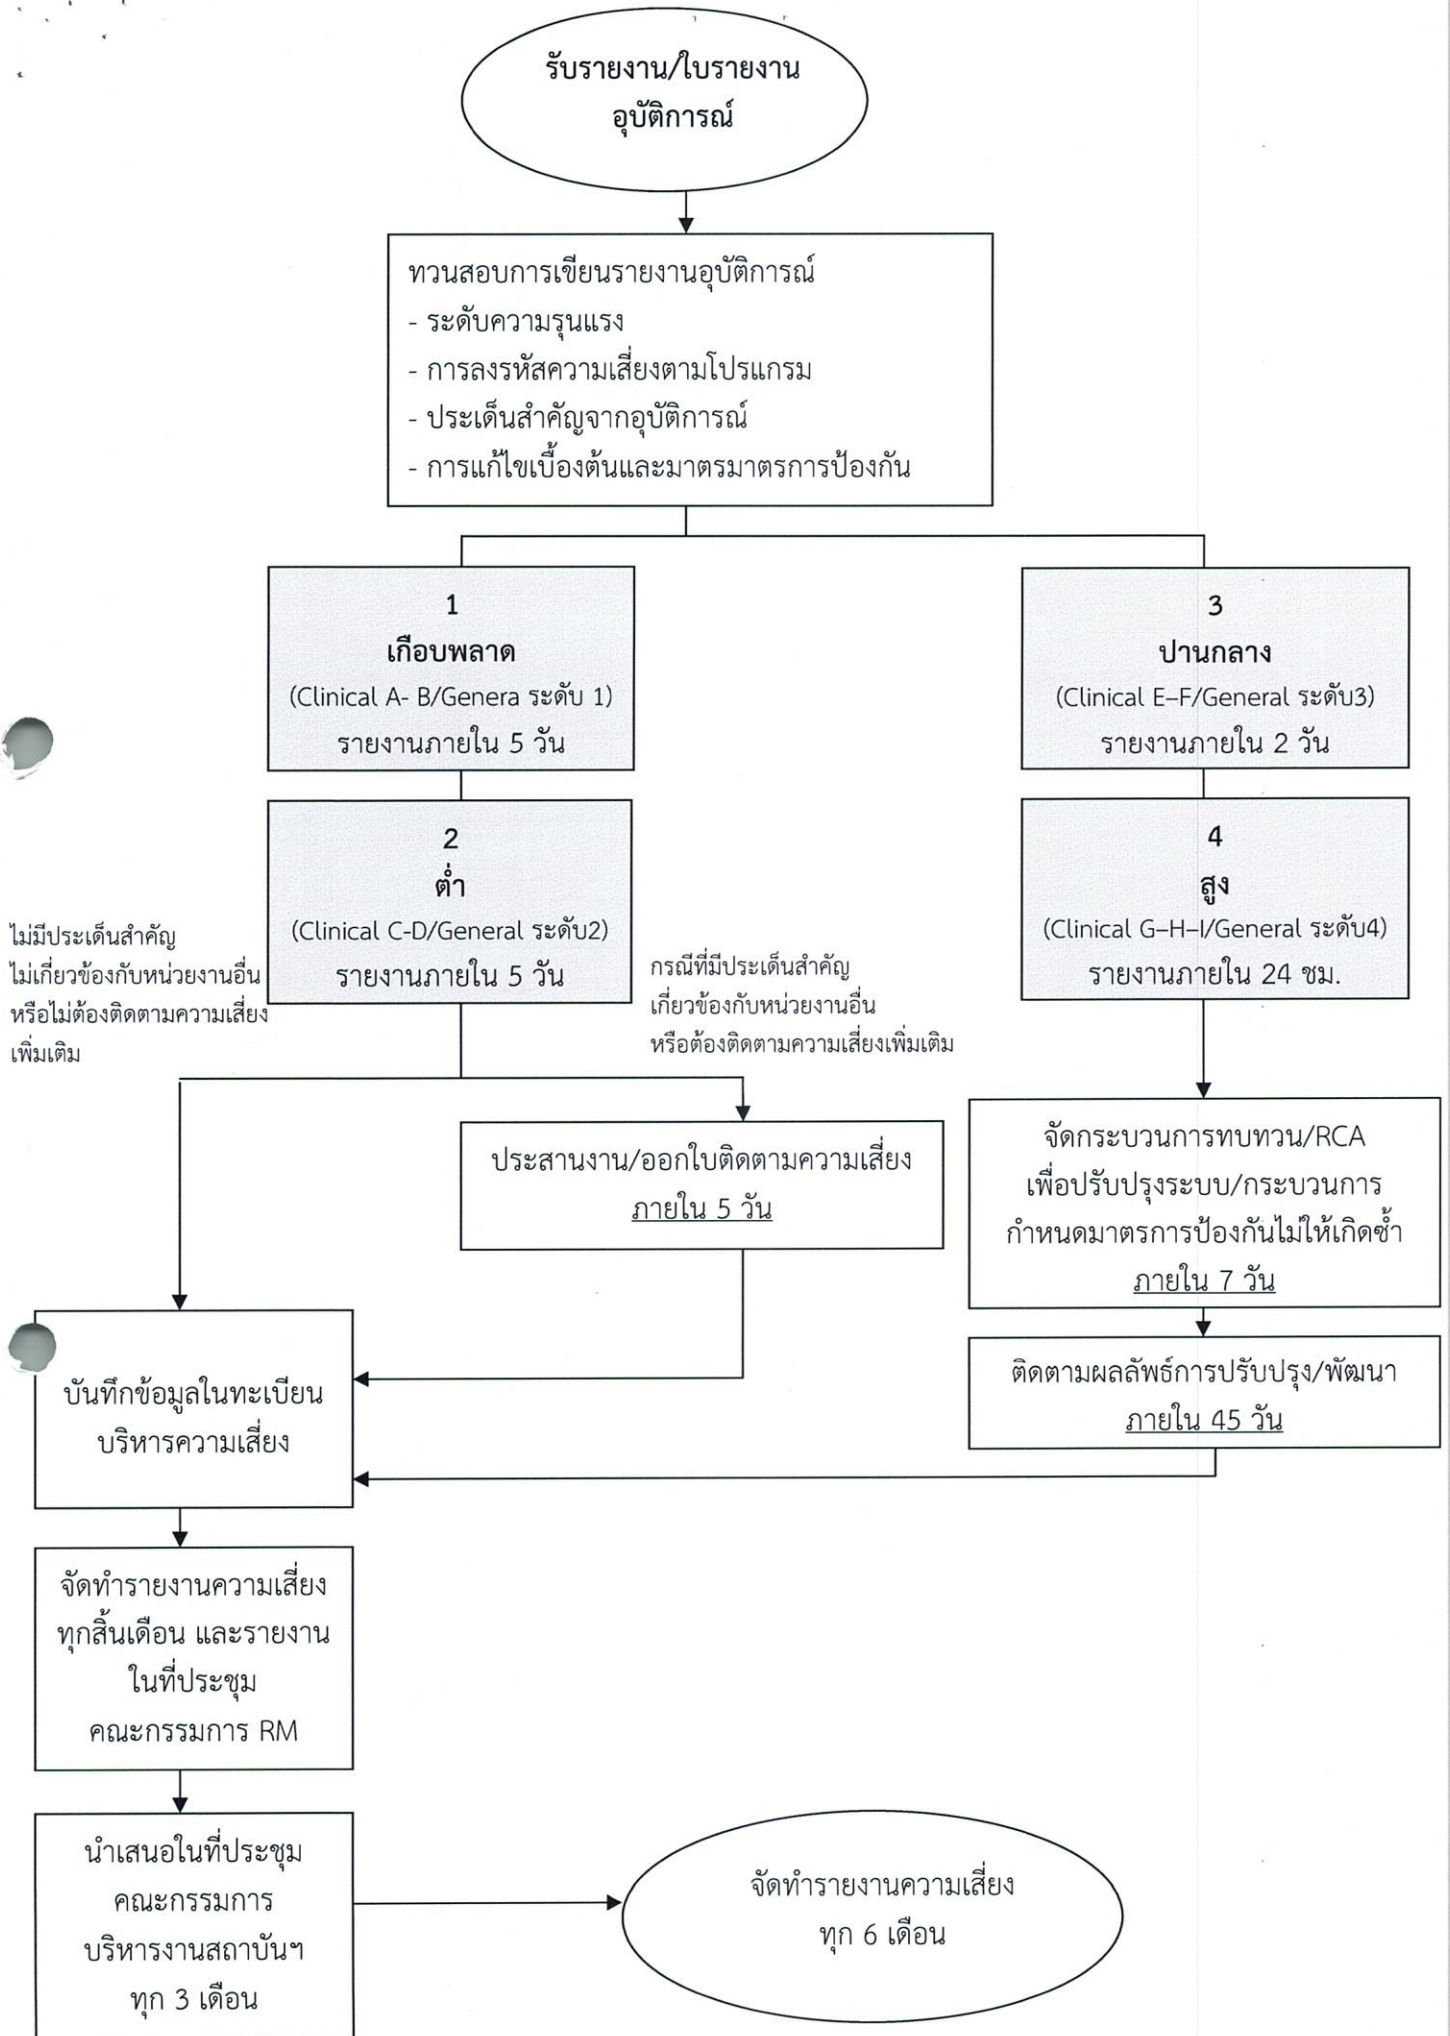 รับรายงาน/ใบรายงาน
อุบัติการณ์
ทวนสอบการเขียนรายงานอุบัติการณ์
- ระดับความรุนแรง
- การลงรหัสความเสี่ยงตามโปรแกรม
- ประเด็นสำคัญจากอุบัติการณ์
- การแก้ไขเบื้องต้นและมาตรมาตรการป้องกัน
1
เกือบพลาด
(Clinical A- B/Genera ระดับ 1)
รายงานภายใน 5 วัน
3
ปานกลาง
(Clinical E–F/General ระดับ3)
รายงานภายใน 2 วัน
2
ต่ำ
(Clinical C-D/General ระดับ2)
รายงานภายใน 5 วัน
4
สูง
(Clinical G–H–I/General ระดับ4)
รายงานภายใน 24 ชม.
ไม่มีประเด็นสำคัญ
ไม่เกี่ยวข้องกับหน่วยงานอื่น
หรือไม่ต้องติดตามความเสี่ยง
เพิ่มเติม
กรณีที่มีประเด็นสำคัญ
เกี่ยวข้องกับหน่วยงานอื่น
หรือต้องติดตามความเสี่ยงเพิ่มเติม
ประสานงาน/ออกใบติดตามความเสี่ยง
ภายใน 5 วัน
จัดกระบวนการทบทวน/RCA
เพื่อปรับปรุงระบบ/กระบวนการ
กำหนดมาตรการป้องกันไม่ให้เกิดซ้ำ
ภายใน 7 วัน
ติดตามผลลัพธ์การปรับปรุง/พัฒนา
ภายใน 45 วัน
บันทึกข้อมูลในทะเบียน
บริหารความเสี่ยง
จัดทำรายงานความเสี่ยง
ทุกสิ้นเดือน และรายงาน
ในที่ประชุม
คณะกรรมการ RM
นำเสนอในที่ประชุม
คณะกรรมการ
บริหารงานสถาบันฯ
ทุก 3 เดือน
จัดทำรายงานความเสี่ยง
ทุก 6 เดือน